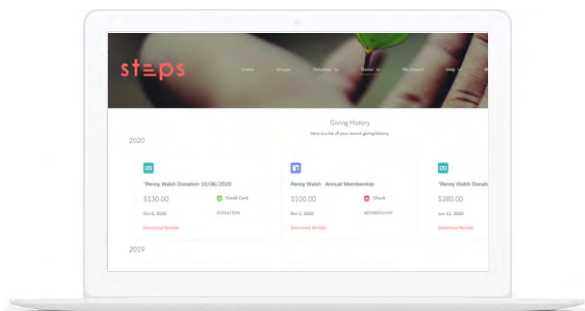 steps
Home Groups Volunteer Donor My Impact Help
Giving History
Here is a list of your recent giving history.
2020
"Penny Walsh Donation 10/06/2020
$130.00 Credit Card
Oct 6, 2020 DONATION
Download Receipt
Penny Walsh - Annual Membership
$100.00 Check
Oct 1, 2020 MEMBERSHIP
Download Receipt
"Penny Walsh Donati
$380.00
Jun 12, 2020
Download Receipt
2019